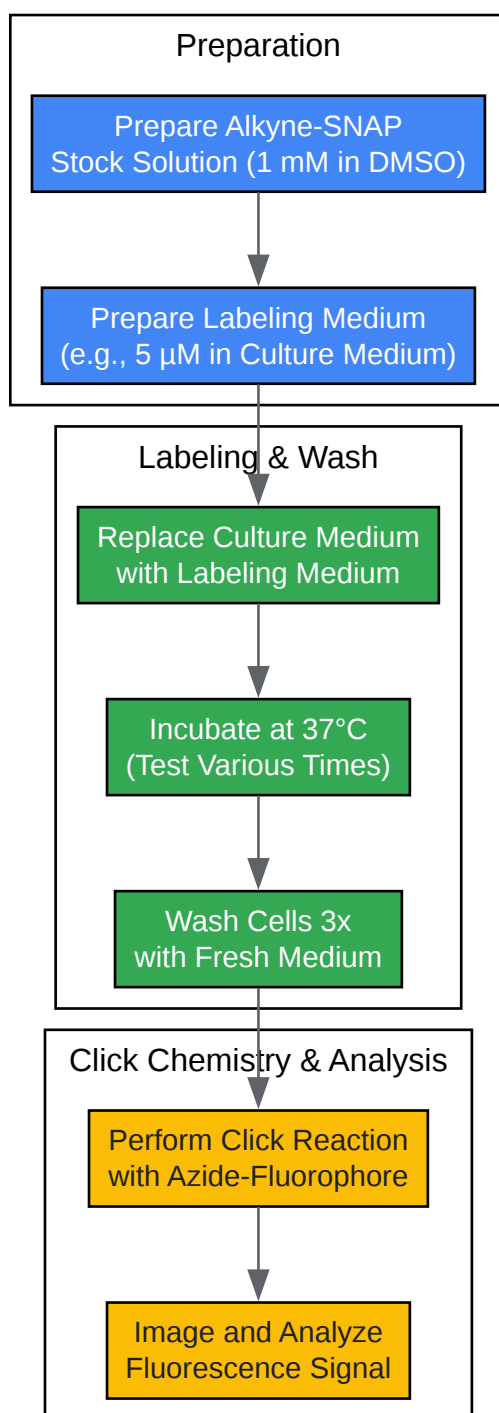 Preparation
Prepare Alkyne-SNAP
Stock Solution (1 mM in DMSO)
Prepare Labeling Medium
(e.g., 5 µM in Culture Medium)
Labeling & Wash
Replace Culture Medium
with Labeling Medium
Incubate at 37°C
(Test Various Times)
Wash Cells 3x
with Fresh Medium
Click Chemistry & Analysis
Perform Click Reaction
with Azide-Fluorophore
Image and Analyze
Fluorescence Signal